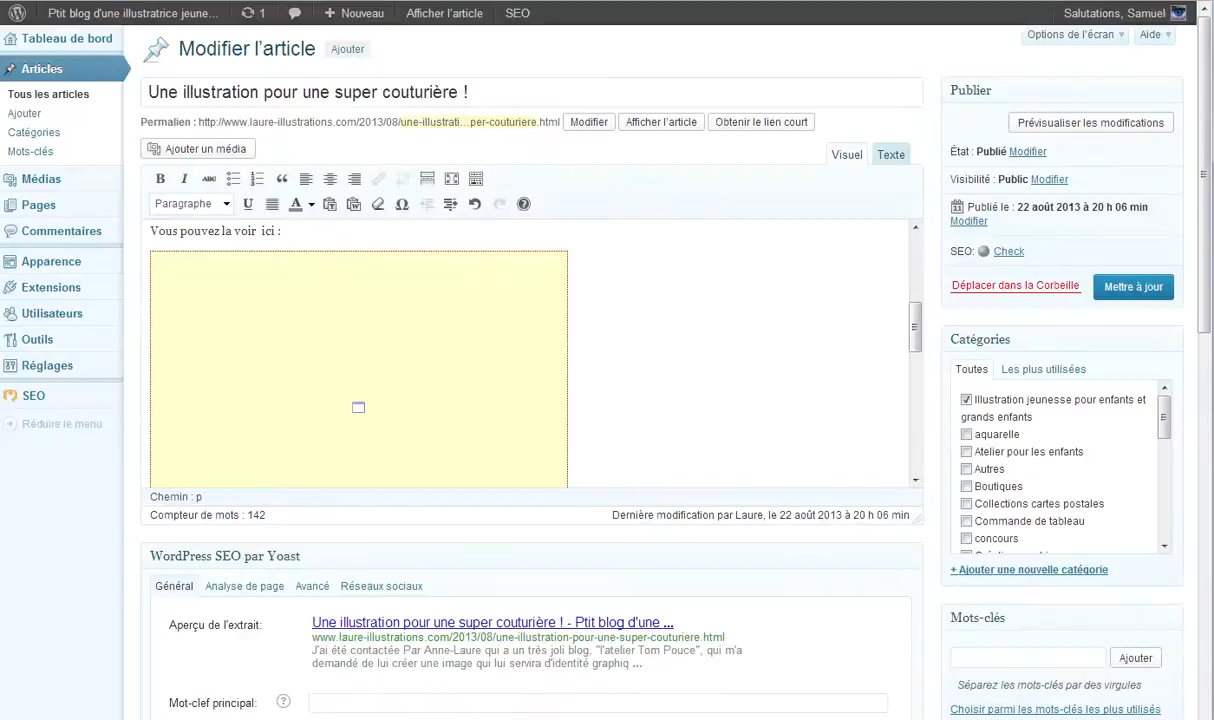 Ptit blog d'une illustratrice jeune... 1 Nouveau Afficher l'article SEO Salutations, Samuel
Tableau de bord
Articles
Tous les articles
Ajouter
Catégories
Mots-clés
Médias
Pages
Commentaires
Apparence
Extensions
Utilisateurs
Outils
Réglages
SEO
Réduire le menu
Options de l'écran Aide
Modifier l'article Ajouter
Une illustration pour une super couturière !
Permalien : http://www.laure-illustrations.com/2013/08/une-illustrati...per-couturiere.html Modifier Afficher l'article Obtenir le lien court
Ajouter un média Visuel Texte
B I ABC
Paragraphe U A
Vous pouvez la voir ici :
Chemin : p
Compteur de mots : 142 Dernière modification par Laure, le 22 août 2013 à 20 h 06 min
WordPress SEO par Yoast
Général Analyse de page Avancé Réseaux sociaux
Aperçu de l'extrait: Une illustration pour une super couturière ! - Ptit blog d'une ...
www.laure-illustrations.com/2013/08/une-illustration-pour-une-super-couturiere.html
J'ai été contactée Par Anne-Laure qui a un très joli blog, "l'atelier Tom Pouce", qui m'a
demandé de lui créer une image qui lui servira d'identité graphiq ...
Mot-clef principal: ?
Publier
Prévisualiser les modifications
État : Publié Modifier
Visibilité : Public Modifier
Publié le : 22 août 2013 à 20 h 06 min
Modifier
SEO: Check
Déplacer dans la Corbeille Mettre à jour
Catégories
Toutes Les plus utilisées
Illustration jeunesse pour enfants et
grands enfants
aquarelle
Atelier pour les enfants
Autres
Boutiques
Collections cartes postales
Commande de tableau
concours
+ Ajouter une nouvelle catégorie
Mots-clés
Ajouter
Séparez les mots-clés par des virgules
Choisir parmi les mots-clés les plus utilisés